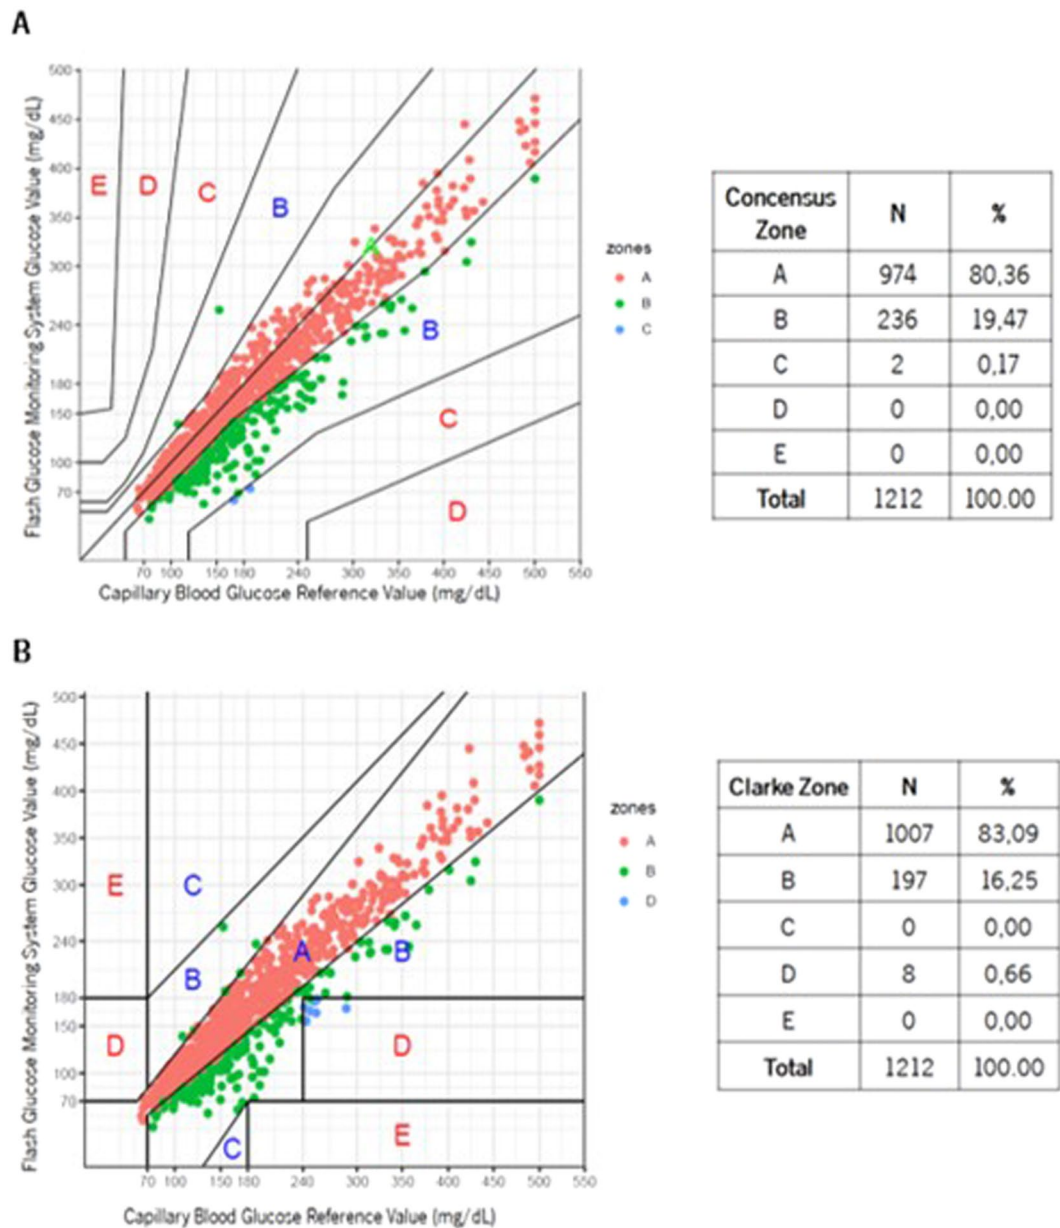 A
Flash Glucose Monitoring System Glucose Value (mg/dL)
500
450
400
350
300
240
180
150
100
70
E
D
C
B
A
B
C
D
70 100 150 180 240 300 350 400 450 500 550
Capillary Blood Glucose Reference Value (mg/dL)
zones
A
B
C
Concensus Zone N %
A 974 80,36
B 236 19,47
C 2 0,17
D 0 0,00
E 0 0,00
Total 1212 100.00
B
Flash Glucose Monitoring System Glucose Value (mg/dL)
500
450
400
350
300
240
180
150
100
70
E
C
B
A
B
D
D
C
E
70 100 150 180 240 300 350 400 450 500 550
Capillary Blood Glucose Reference Value (mg/dL)
zones
A
B
D
Clarke Zone N %
A 1007 83,09
B 197 16,25
C 0 0,00
D 8 0,66
E 0 0,00
Total 1212 100.00